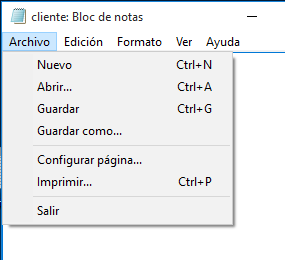 cliente: Bloc de notas
Archivo Edición Formato Ver Ayuda
Nuevo Ctrl+N
Abrir... Ctrl+A
Guardar Ctrl+G
Guardar como...
Configurar página...
Imprimir... Ctrl+P
Salir